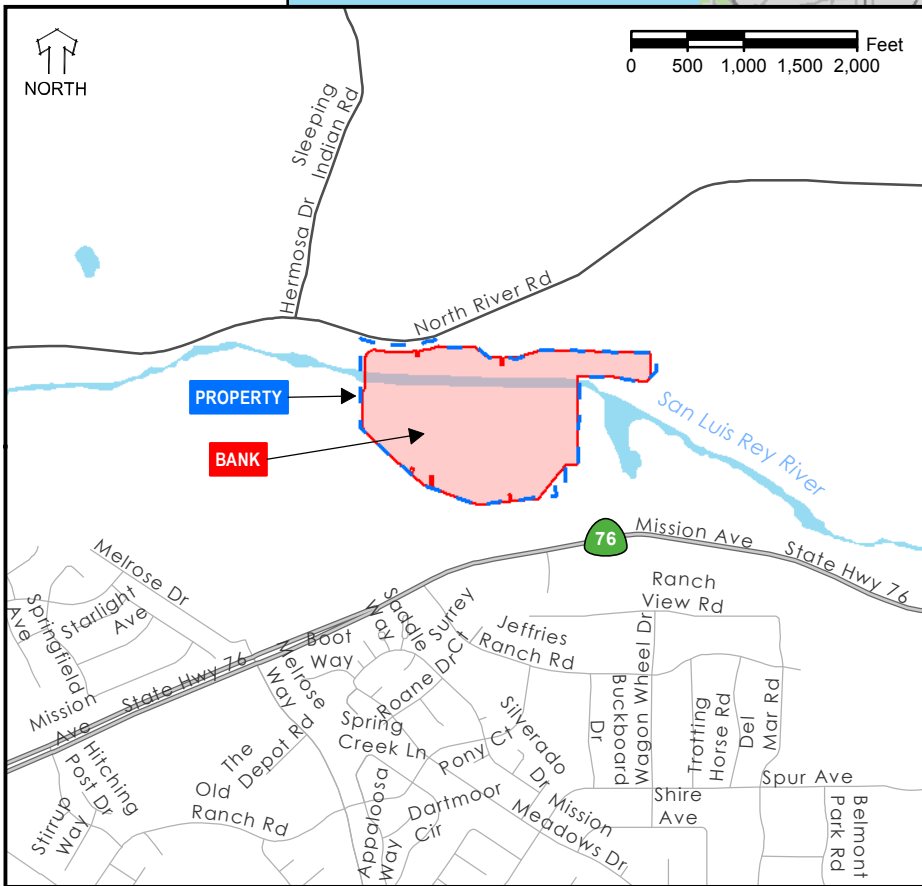 NORTH
Feet
0 500 1,000 1,500 2,000
Sleeping
Indian Rd
Hermosa Dr
North River Rd
PROPERTY
BANK
San Luis Rey River
76
Mission Ave
State Hwy 76
Melrose Dr
Starlight
Ave
Springfield
Ave
Mission
Ave
State Hwy 76
Melrose
Way
Boot
Way
Saddle
Way
Surrey
Ct
Roane Dr
Jeffries
Ranch Rd
Ranch
View Rd
Buckboard
Dr
Wagon Wheel Dr
Trotting
Horse Rd
Del
Mar Rd
Spur Ave
Shire
Ave
Belmont
Park Rd
Silverado
Dr
Pony Ct
Spring
Creek Ln
Mission
Meadows Dr
Dartmoor
Cir
Appaloosa
Way
The
Depot Rd
Old
Ranch Rd
Hitching
Post Dr
Stirrup
Way